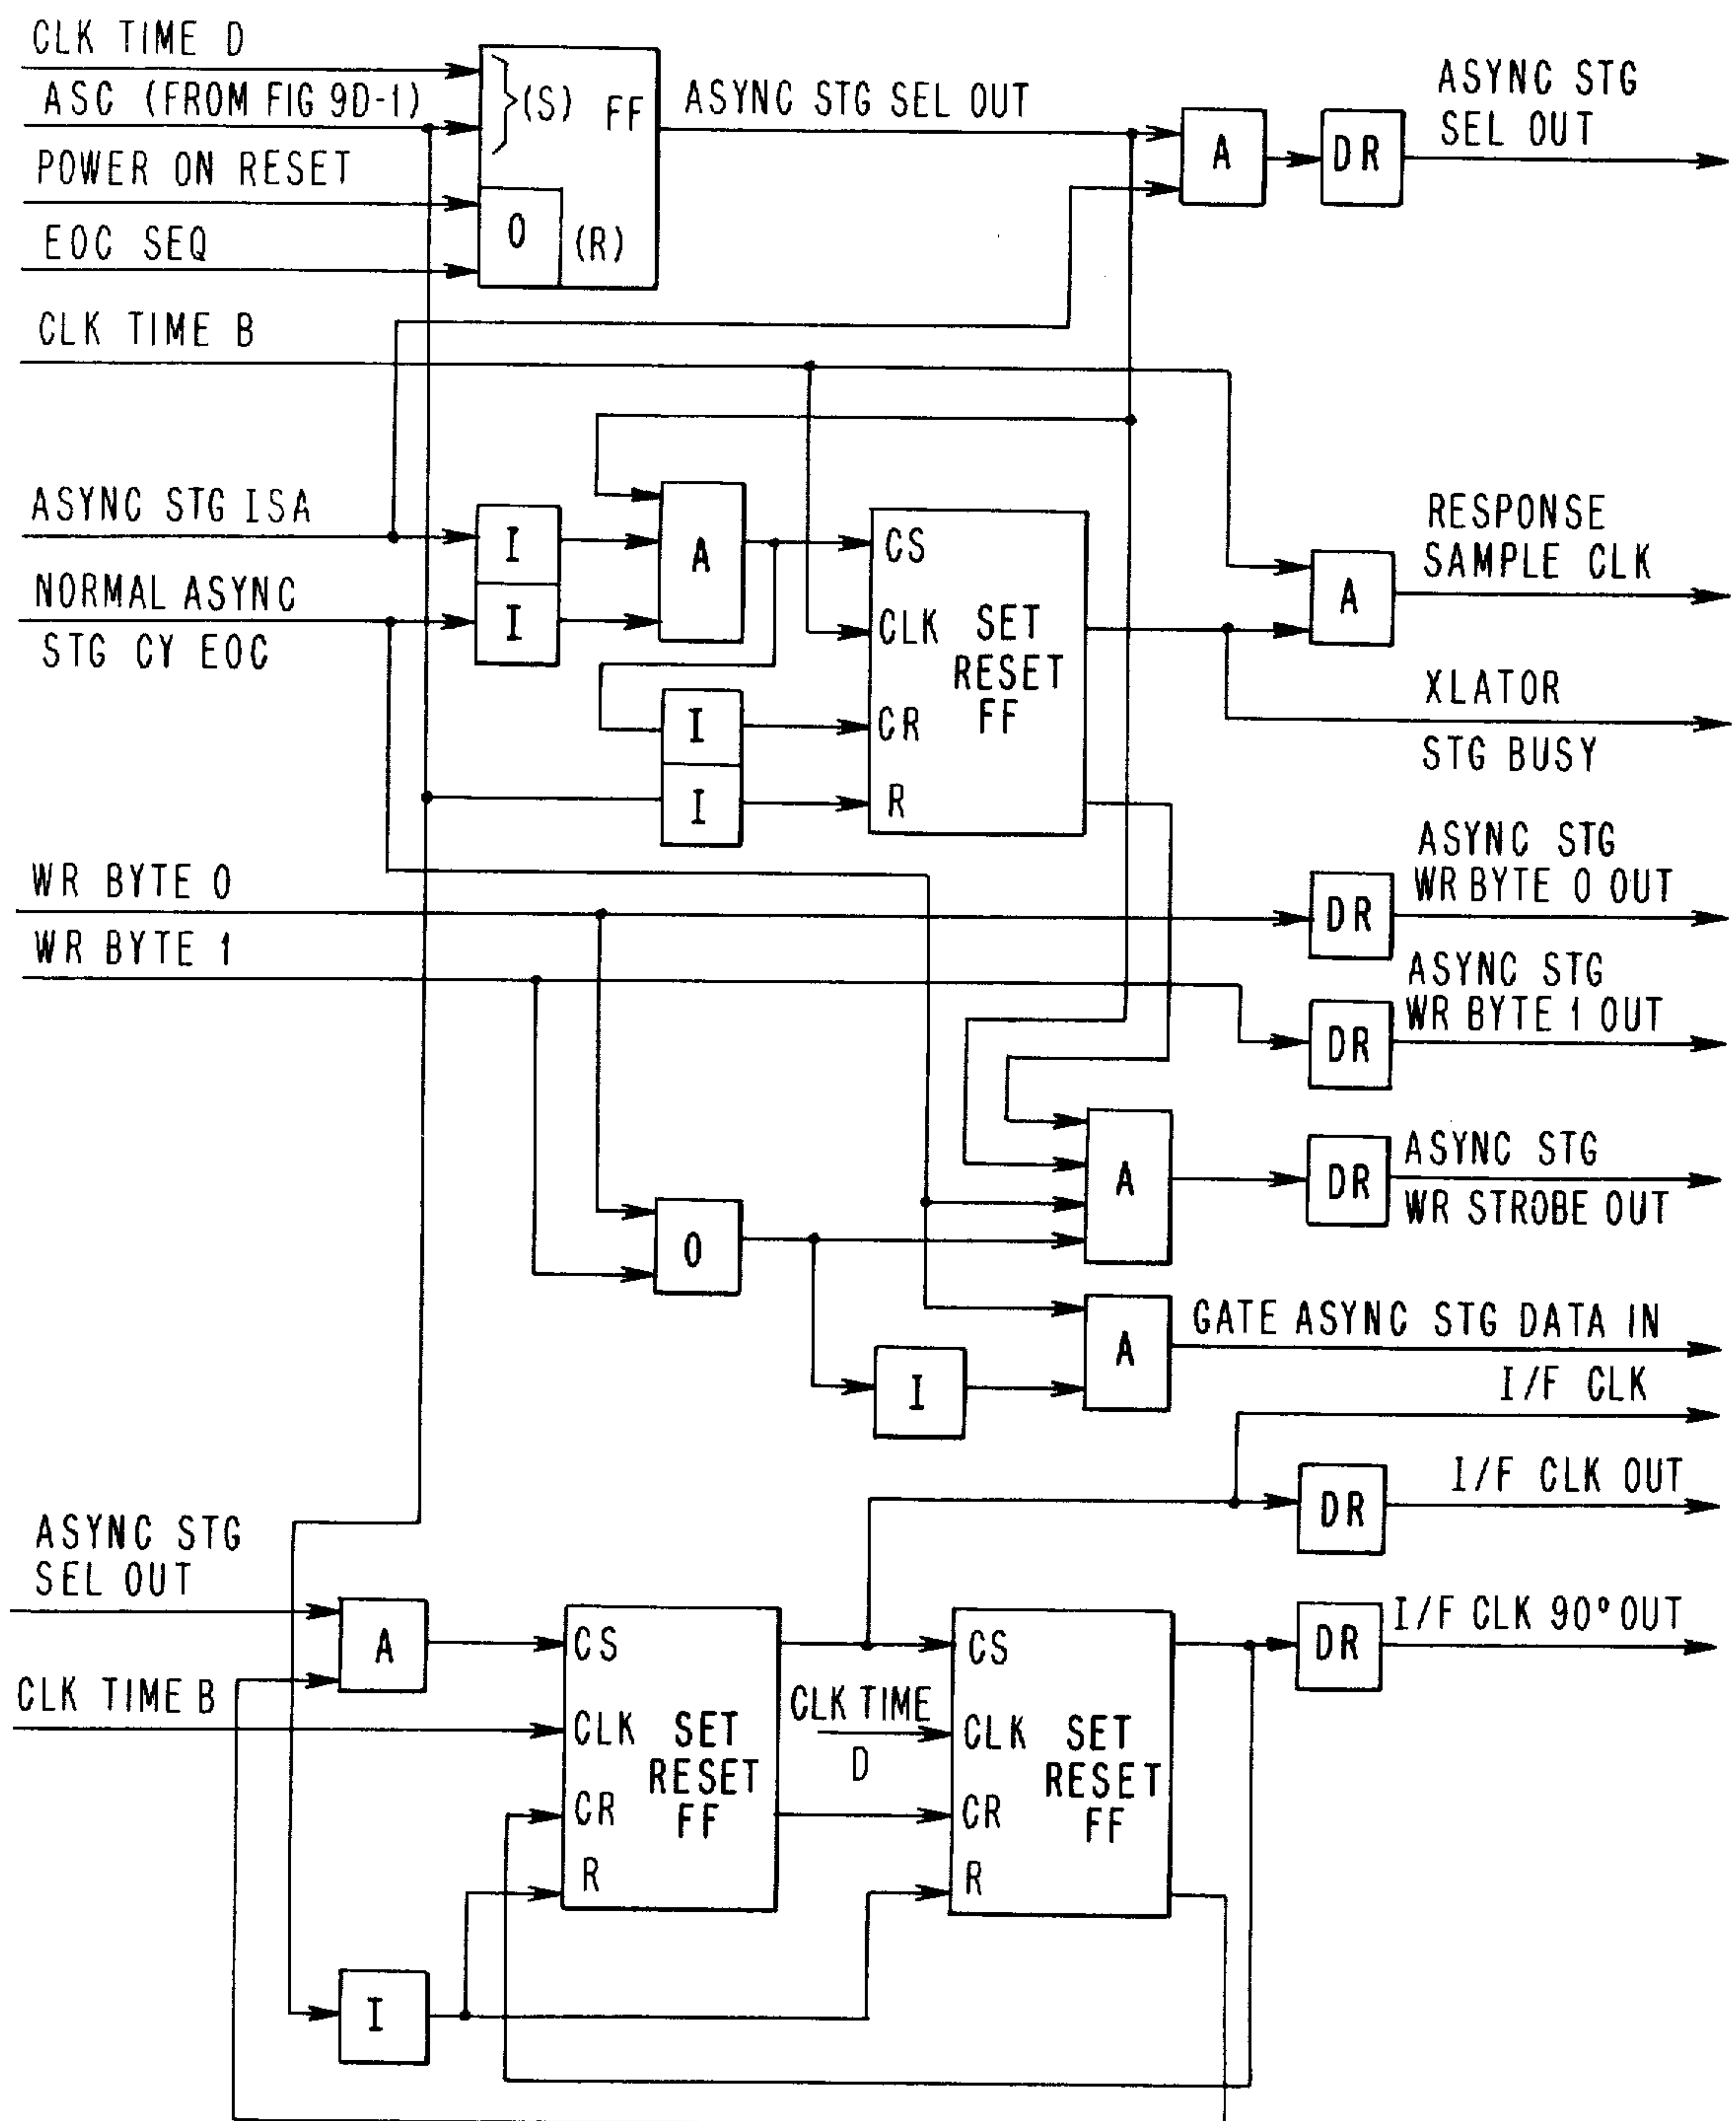 CLK TIME D
ASC (FROM FIG 9D-1)
POWER ON RESET
EOC SEQ
(S) FF
O (R)
ASYNC STG SEL OUT
A
DR
ASYNC STG
SEL OUT
CLK TIME B
ASYNC STG ISA
NORMAL ASYNC
STG CY EOC
I
I
A
I
I
CS
CLK
CR
R
SET
RESET
FF
A
RESPONSE
SAMPLE CLK
XLATOR
STG BUSY
WR BYTE 0
WR BYTE 1
DR
ASYNC STG
WR BYTE 0 OUT
DR
ASYNC STG
WR BYTE 1 OUT
O
A
DR
ASYNC STG
WR STROBE OUT
I
A
GATE ASYNC STG DATA IN
I/F CLK
DR
I/F CLK OUT
ASYNC STG
SEL OUT
CLK TIME B
A
CS
CLK
CR
R
SET
RESET
FF
CLK TIME
D
CS
CLK
CR
R
SET
RESET
FF
DR
I/F CLK 90° OUT
I